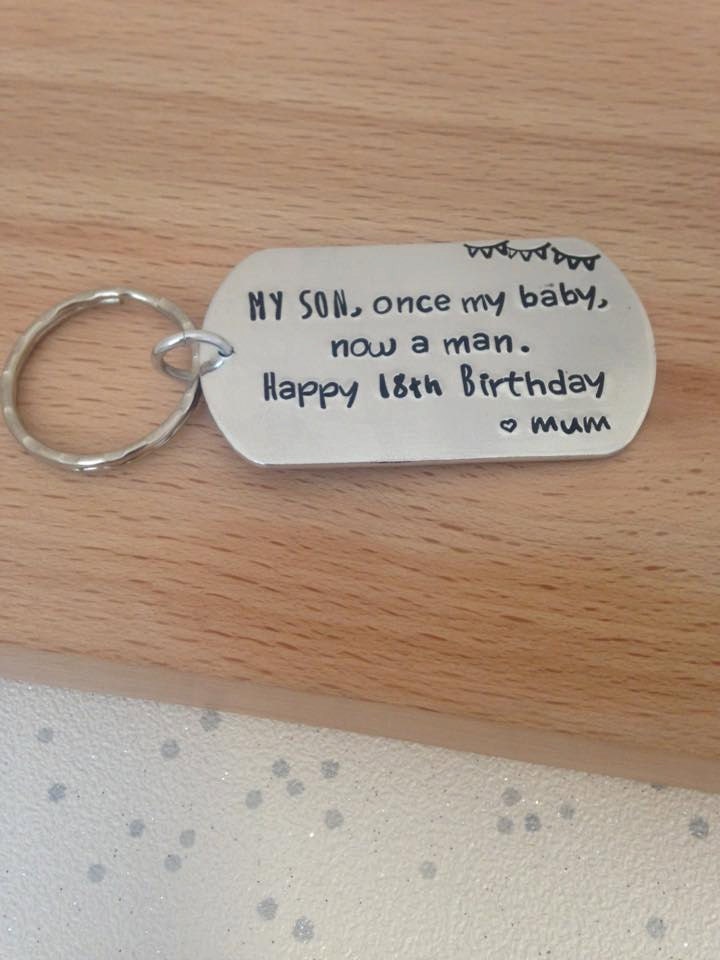 MY SON, once my baby,
now a man.
Happy 18th Birthday
♡ mum